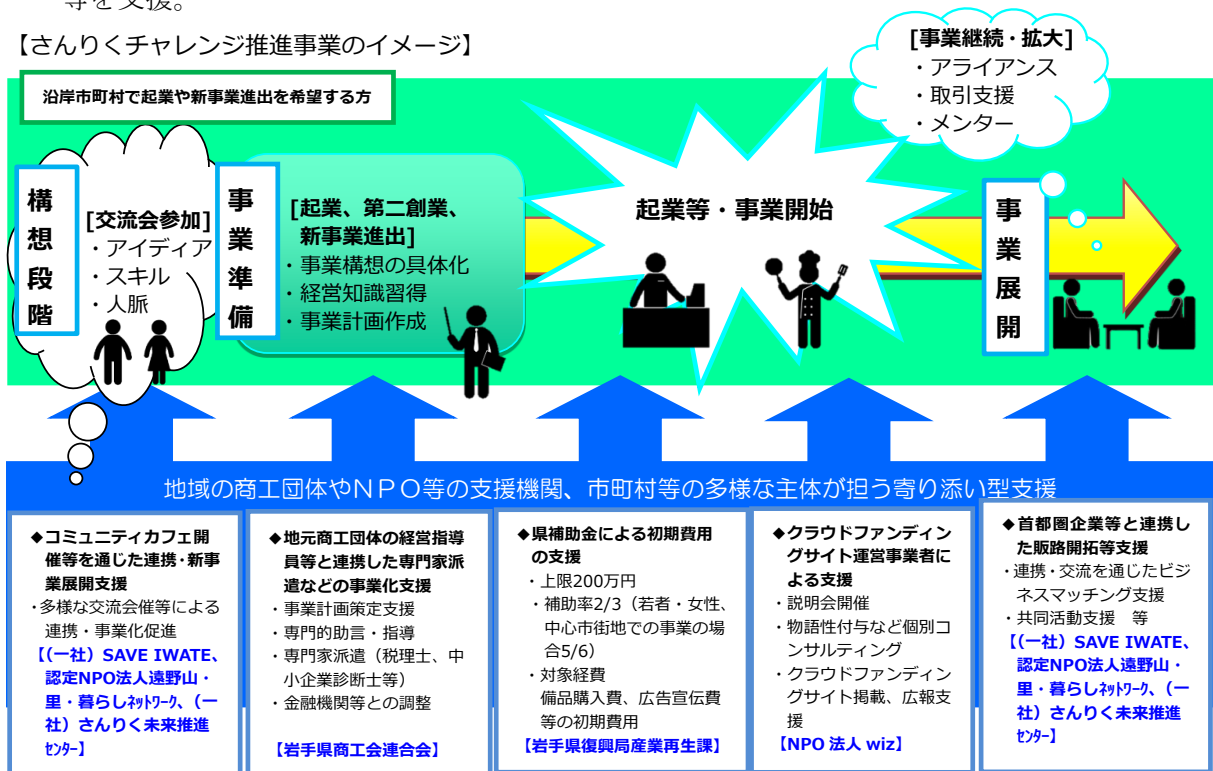 等を支援。
【さんりくチャレンジ推進事業のイメージ】
沿岸市町村で起業や新事業進出を希望する方
[事業継続・拡大]
・アライアンス
・取引支援
・メンター
構想段階
[交流会参加]
・アイディア
・スキル
・人脈
事業準備
[起業、第二創業、
新事業進出]
・事業構想の具体化
・経営知識習得
・事業計画作成
起業等・事業開始
事業展開
地域の商工団体やNPO等の支援機関、市町村等の多様な主体が担う寄り添い型支援
◆コミュニティカフェ開
催等を通じた連携・新事
業展開支援
・多様な交流会催等による
連携・事業化促進
【(一社）SAVE IWATE、
認定NPO法人遠野山・
里・暮らしﾈｯﾄﾜｰｸ、（一
社）さんりく未来推進
ｾﾝﾀｰ】
◆地元商工団体の経営指導
員等と連携した専門家派
遣などの事業化支援
・事業計画策定支援
・専門的助言・指導
・専門家派遣（税理士、中
小企業診断士等）
・金融機関等との調整
【岩手県商工会連合会】
◆県補助金による初期費用
の支援
・上限200万円
・補助率2/3（若者・女性、
中心市街地での事業の場
合5/6）
・対象経費
備品購入費、広告宣伝費
等の初期費用
【岩手県復興局産業再生課】
◆クラウドファンディン
グサイト運営事業者に
よる支援
・説明会開催
・物語性付与など個別コ
ンサルティング
・クラウドファンディン
グサイト掲載、広報支
援
【NPO 法人 wiz】
◆首都圏企業等と連携し
た販路開拓等支援
・連携・交流を通じたビジ
ネスマッチング支援
・共同活動支援　等
【(一社）SAVE IWATE、
認定NPO法人遠野山・
里・暮らしﾈｯﾄﾜｰｸ、（一
社）さんりく未来推進
ｾﾝﾀｰ】